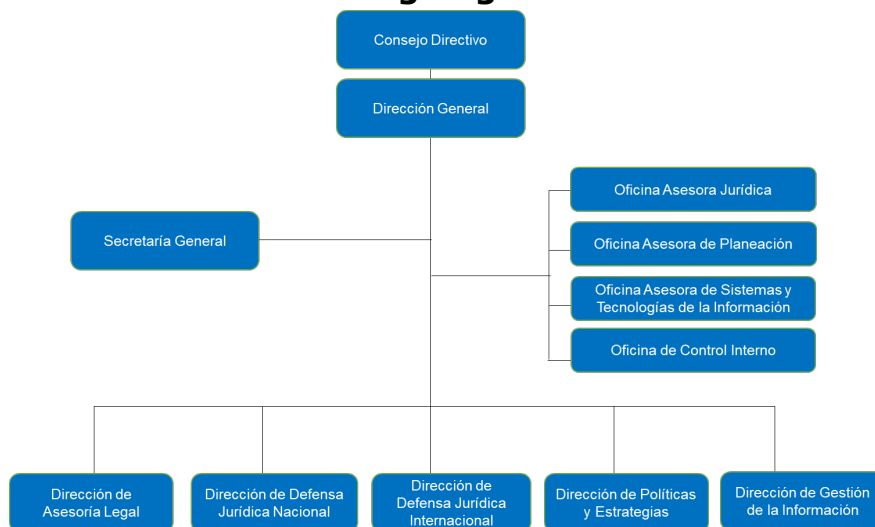 Consejo Directivo
Dirección General
Oficina Asesora Jurídica
Secretaría General
Oficina Asesora de Planeación
Oficina Asesora de Sistemas y
Tecnologías de la Información
Oficina de Control Interno
Dirección de
Asesoría Legal
Dirección de Defensa
Jurídica Nacional
Dirección de
Defensa Jurídica
Internacional
Dirección de Políticas
y Estrategias
Dirección de Gestión
de la Información